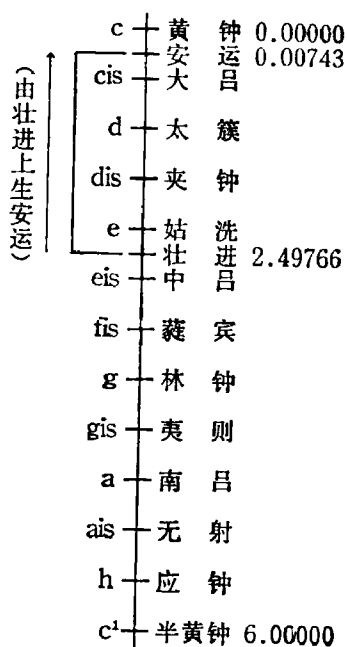 c 黄钟 0.00000
安运 0.00743
cis 大吕
d 太簇
dis 夹钟
e 姑洗
壮进 2.49766
eis 中吕
fis 蕤宾
g 林钟
gis 夷则
a 南吕
ais 无射
h 应钟
c¹ 半黄钟 6.00000
(由壮进上生安运)